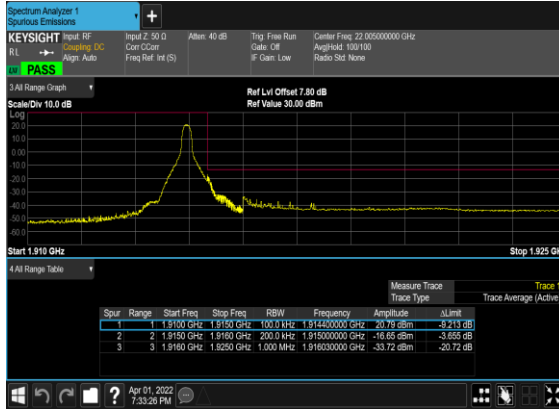 Spectrum Analyzer 1
Spurious Emissions
+
KEYSIGHT Input: RF Input Z: 50 Ω Atten: 40 dB Trig: Free Run Center Freq: 22.005000000 GHz
RL Coupling: DC Corr CCorr Gate: Off Avg|Hold: 100/100
Align: Auto Freq Ref: Int (S) IF Gain: Low Radio Std: None
PASS
3 All Range Graph
Ref Lvl Offset 7.80 dB
Scale/Div 10.0 dB Ref Value 30.00 dBm
Log
20.0
10.0
0.00
-10.0
-20.0
-30.0
-40.0
-50.0
-60.0
Start 1.910 GHz Stop 1.925 GH
4 All Range Table
Measure Trace Trace 1
Trace Type Trace Average (Active
Spur Range Start Freq Stop Freq RBW Frequency Amplitude ΔLimit
1 1 1.9100 GHz 1.9150 GHz 100.0 kHz 1.914400000 GHz 20.79 dBm -9.213 dB
2 2 1.9150 GHz 1.9160 GHz 200.0 kHz 1.915000000 GHz -16.65 dBm -3.655 dB
3 3 1.9160 GHz 1.9250 GHz 1.000 MHz 1.916030000 GHz -33.72 dBm -20.72 dB
? Apr 01, 2022
7:33:26 PM